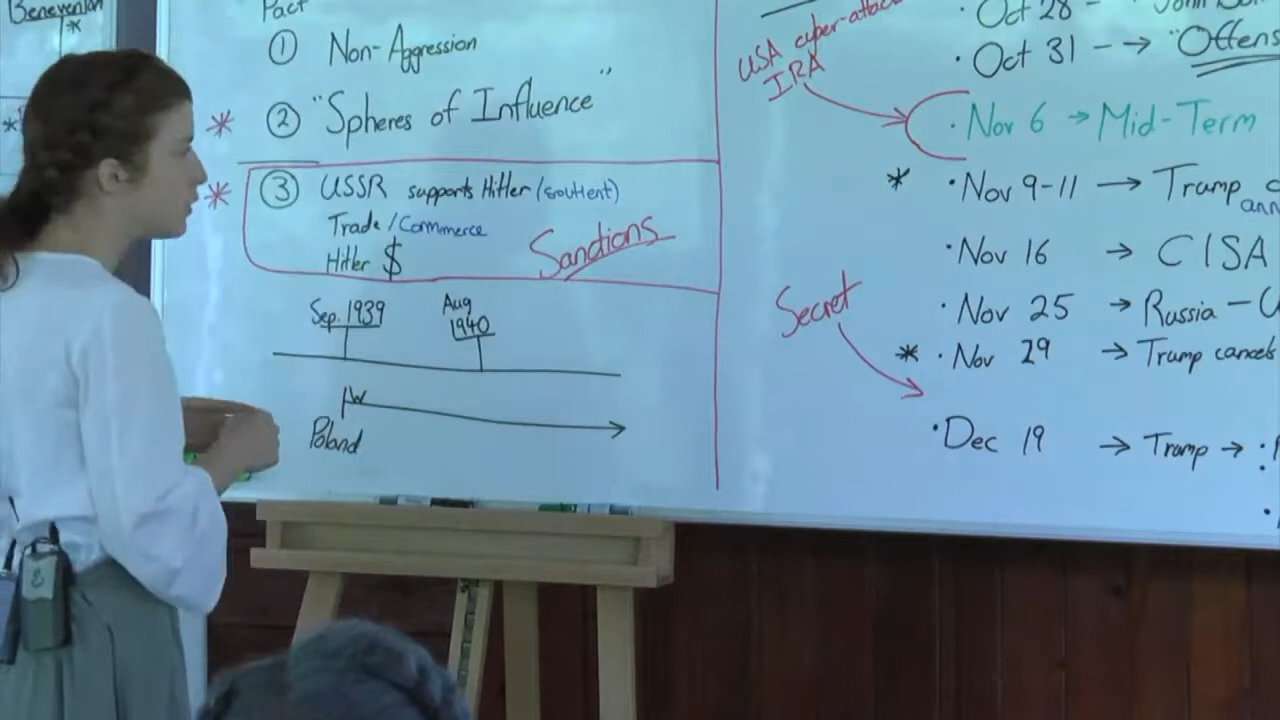 Pact
① Non-Aggression
* ② "Spheres of Influence"
* ③ USSR supports Hitler (soutient)
Trade/Commerce
Hitler $
Sanctions
Sep. 1939
Aug
1940
Poland
USA cyber-attack
IRA
· Oct 28 -
· Oct 31 - → "Offens
· Nov 6 → Mid-Term
* · Nov 9-11 → Trump
ann
· Nov 16 → CISA
· Nov 25 → Russia -
Secret
* · Nov 29 → Trump cancels
· Dec 19 → Trump → :